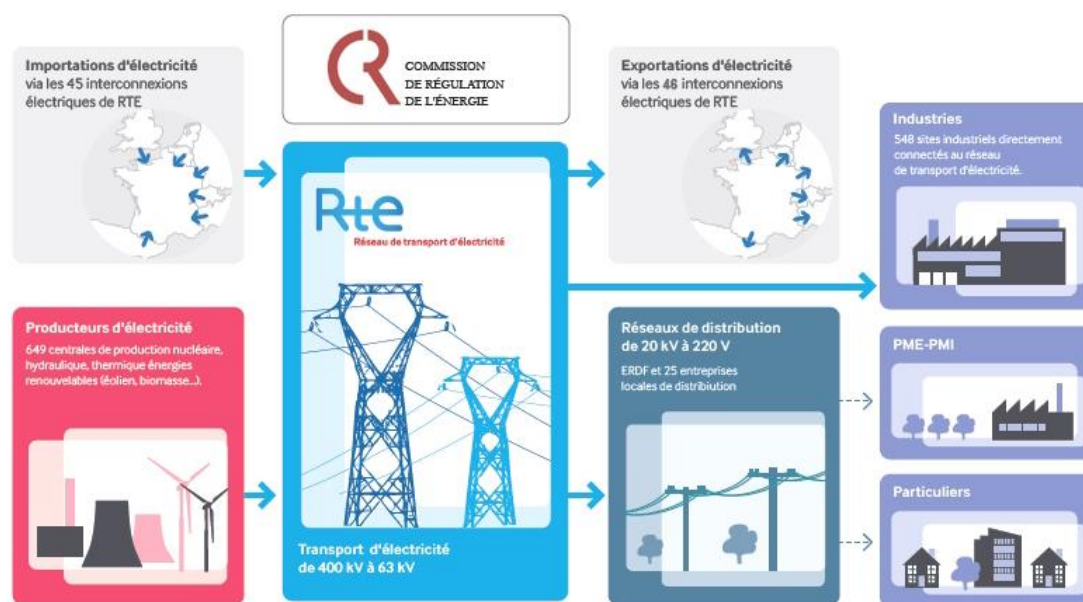 Importations d'électricité
via les 45 interconnexions
électriques de RTE
COMMISSION
DE RÉGULATION
DE L'ÉNERGIE
Exportations d'électricité
via les 48 interconnexions
électriques de RTE
Industries
548 sites industriels directement
connectés au réseau
de transport d'électricité.
Rte
Réseau de transport d'électricité
Producteurs d'électricité
649 centrales de production nucléaire,
hydraulique, thermique énergies
renouvelables (éolien, biomasse...).
Transport d'électricité
de 400 kV à 63 kV
Réseaux de distribution
de 20 kV à 220 V
ERDF et 25 entreprises
locales de distribiution
PME-PMI
Particuliers